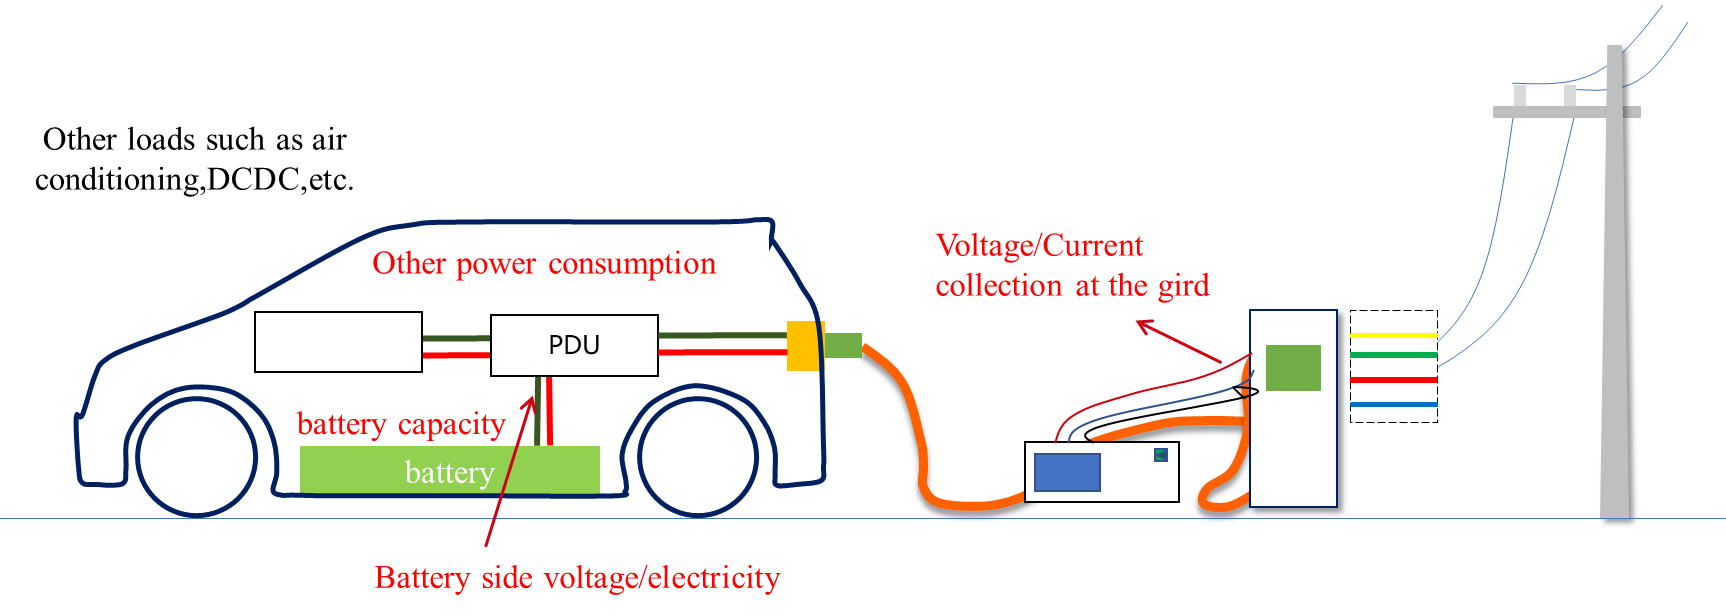 Other loads such as air
conditioning,DCDC,etc.
Other power consumption
Voltage/Current
collection at the gird
PDU
battery capacity
battery
Battery side voltage/electricity